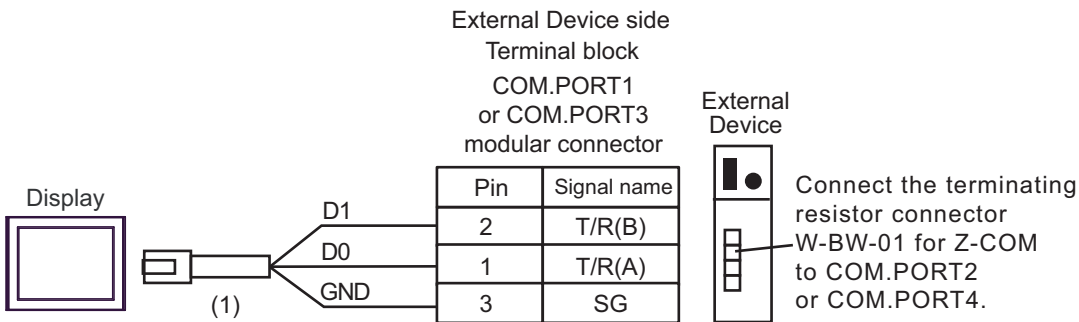 External Device side
Terminal block
COM.PORT1
or COM.PORT3
modular connector
External
Device
Display
(1)
D1
D0
GND
Pin Signal name
2 T/R(B)
1 T/R(A)
3 SG
Connect the terminating
resistor connector
W-BW-01 for Z-COM
to COM.PORT2
or COM.PORT4.